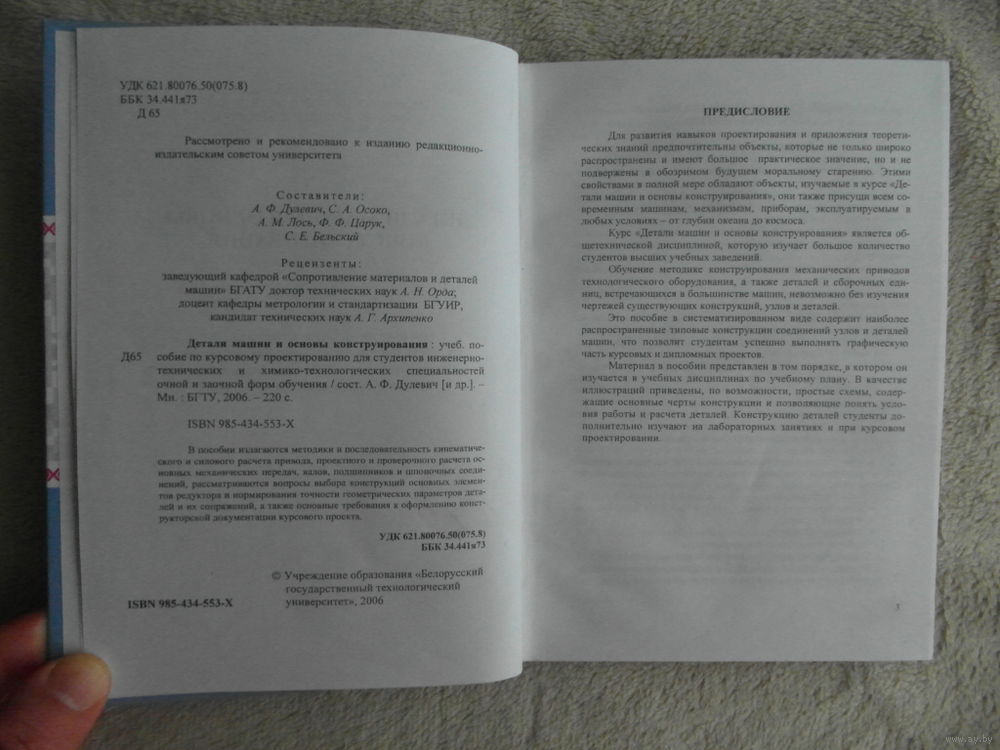 УДК 621.80076.50(075.8)
ББК 34.441я73
Д 65
Рассмотрено и рекомендовано к изданию редакционно-
издательским советом университета
Составители:
А. Ф. Дулевич, С. А. Осоко,
А. М. Лось, Ф. Ф. Царук,
С. Е. Бельский
Рецензенты:
заведующий кафедрой «Сопротивление материалов и деталей
машин» БГАТУ доктор технических наук А. Н. Орда;
доцент кафедры метрологии и стандартизации БГУИР,
кандидат технических наук А. Г. Архипенко
Детали машин и основы конструирования : учеб. по-
Д65 собие по курсовому проектированию для студентов инженерно-
технических и химико-технологических специальностей
очной и заочной форм обучения / сост. А. Ф. Дулевич [и др.]. –
Мн. : БГТУ, 2006. – 220 с.
ISBN 985-434-553-X
В пособии излагаются методики и последовательность кинематиче-
ского и силового расчета привода, проектного и проверочного расчета ос-
новных механических передач, валов, подшипников и шпоночных соеди-
нений, рассматриваются вопросы выбора конструкций основных элемен-
тов редуктора и нормирования точности геометрических параметров дета-
лей и их сопряжений, а также основные требования к оформлению конст-
рукторской документации курсового проекта.
УДК 621.80076.50(075.8)
ББК 34.441я73
© Учреждение образования «Белорусский
государственный технологический
университет», 2006
ISBN 985-434-553-X
ПРЕДИСЛОВИЕ
Для развития навыков проектирования и приложения теорети-
ческих знаний предпочтительны объекты, которые не только широко
распространены и имеют большое практическое значение, но и не
подвержены в обозримом будущем моральному старению. Этими
свойствами в полной мере обладают объекты, изучаемые в курсе «Де-
тали машин и основы конструирования», они также присущи всем со-
временным машинам, механизмам, приборам, эксплуатируемым в
любых условиях – от глубин океана до космоса.
Курс «Детали машин и основы конструирования» является об-
щетехнической дисциплиной, которую изучает большое количество
студентов высших учебных заведений.
Обучение методике конструирования механических приводов
технологического оборудования, а также деталей и сборочных еди-
ниц, встречающихся в большинстве машин, невозможно без изучения
чертежей существующих конструкций, узлов и деталей.
Это пособие в систематизированном виде содержит наиболее
распространенные типовые конструкции соединений узлов и деталей
машин, что позволит студентам успешно выполнять графическую
часть курсовых и дипломных проектов.
Материал в пособии представлен в том порядке, в котором он
изучается в учебных дисциплинах по учебному плану. В качестве
иллюстраций приведены, по возможности, простые схемы, содер-
жащие основные черты конструкции и позволяющие понять усло-
вия работы и расчета деталей. Конструкцию деталей студенты до-
полнительно изучают на лабораторных занятиях и при курсовом
проектировании.
3
www.ay.by